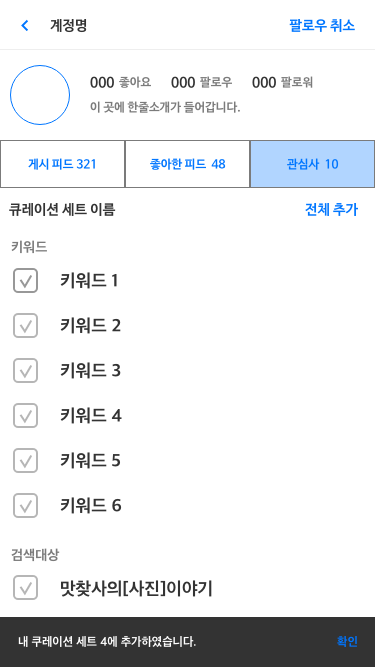 계정명 팔로우 취소
000 좋아요 000 팔로우 000 팔로워
이 곳에 한줄소개가 들어갑니다.
게시 피드 321 좋아한 피드 48 관심사 10
큐레이션 세트 이름 전체 추가
키워드
키워드 1
키워드 2
키워드 3
키워드 4
키워드 5
키워드 6
검색대상
맛찾사의[사진]이야기
내 쿠레이션 세트 4에 추가하였습니다. 확인